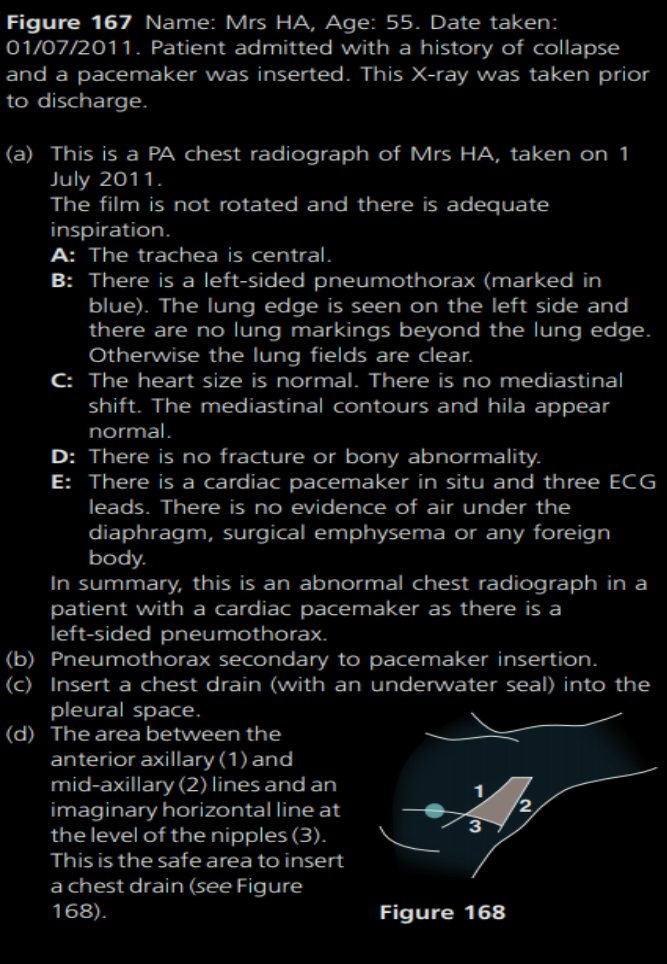 Figure 167 Name: Mrs HA, Age: 55. Date taken:
01/07/2011. Patient admitted with a history of collapse
and a pacemaker was inserted. This X-ray was taken prior
to discharge.
(a) This is a PA chest radiograph of Mrs HA, taken on 1
July 2011.
The film is not rotated and there is adequate
inspiration.
A: The trachea is central.
B: There is a left-sided pneumothorax (marked in
blue). The lung edge is seen on the left side and
there are no lung markings beyond the lung edge.
Otherwise the lung fields are clear.
C: The heart size is normal. There is no mediastinal
shift. The mediastinal contours and hila appear
normal.
D: There is no fracture or bony abnormality.
E: There is a cardiac pacemaker in situ and three ECG
leads. There is no evidence of air under the
diaphragm, surgical emphysema or any foreign
body.
In summary, this is an abnormal chest radiograph in a
patient with a cardiac pacemaker as there is a
left-sided pneumothorax.
(b) Pneumothorax secondary to pacemaker insertion.
(c) Insert a chest drain (with an underwater seal) into the
pleural space.
(d) The area between the
anterior axillary (1) and
mid-axillary (2) lines and an
imaginary horizontal line at
the level of the nipples (3).
This is the safe area to insert
a chest drain (see Figure
168).
1
2
3
Figure 168